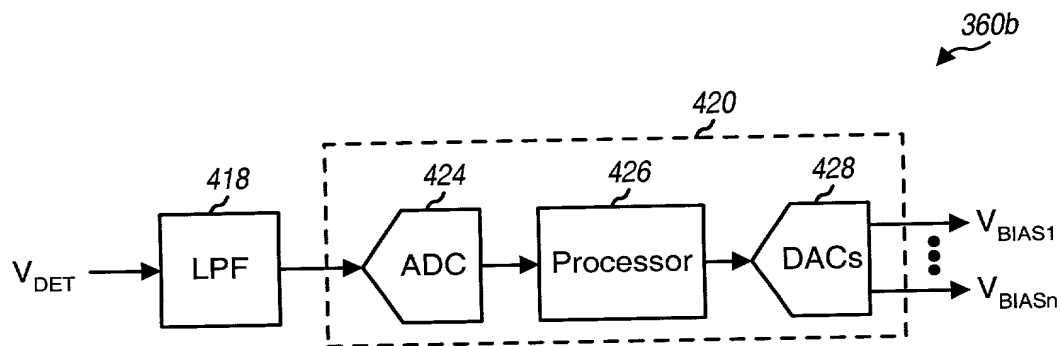 360b
420
418
424
426
428
V_DET
LPF
ADC
Processor
DACs
V_BIAS1
V_BIASn